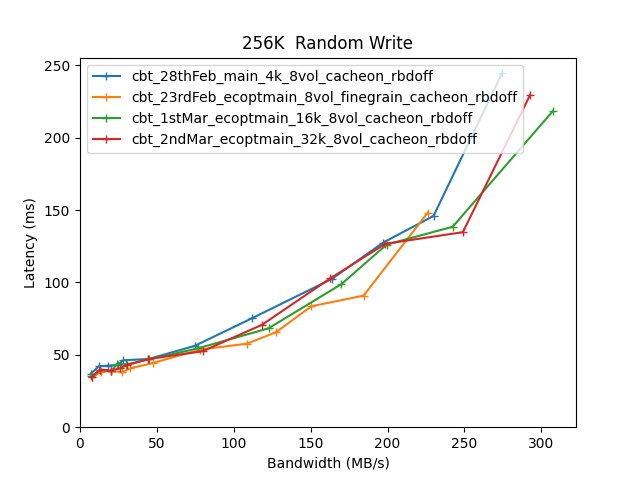 256K  Random Write
cbt_28thFeb_main_4k_8vol_cacheon_rbdoff
cbt_23rdFeb_ecoptmain_8vol_finegrain_cacheon_rbdoff
cbt_1stMar_ecoptmain_16k_8vol_cacheon_rbdoff
cbt_2ndMar_ecoptmain_32k_8vol_cacheon_rbdoff
Latency (ms)
250
200
150
100
50
0
0 50 100 150 200 250 300
Bandwidth (MB/s)